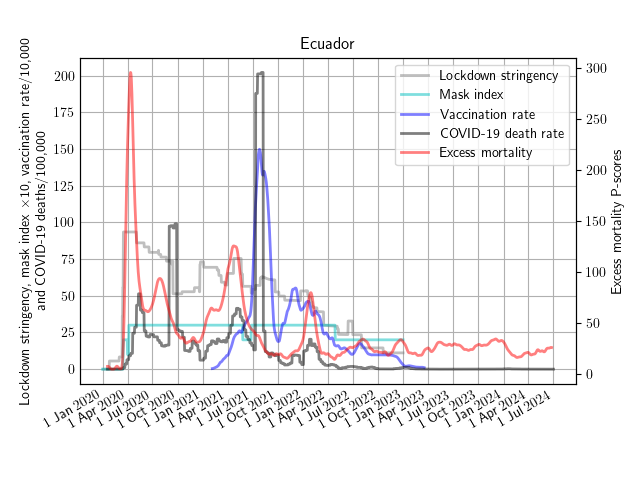 Ecuador
Lockdown stringency, mask index ×10, vaccination rate/10,000
and COVID-19 deaths/100,000
200
175
150
125
100
75
50
25
0
Lockdown stringency
Mask index
Vaccination rate
COVID-19 death rate
Excess mortality
300
250
200
150
100
50
0
Excess mortality P-scores
1 Jan 2020
1 Apr 2020
1 Jul 2020
1 Oct 2020
1 Jan 2021
1 Apr 2021
1 Jul 2021
1 Oct 2021
1 Jan 2022
1 Apr 2022
1 Jul 2022
1 Oct 2022
1 Jan 2023
1 Apr 2023
1 Jul 2023
1 Oct 2023
1 Jan 2024
1 Apr 2024
1 Jul 2024